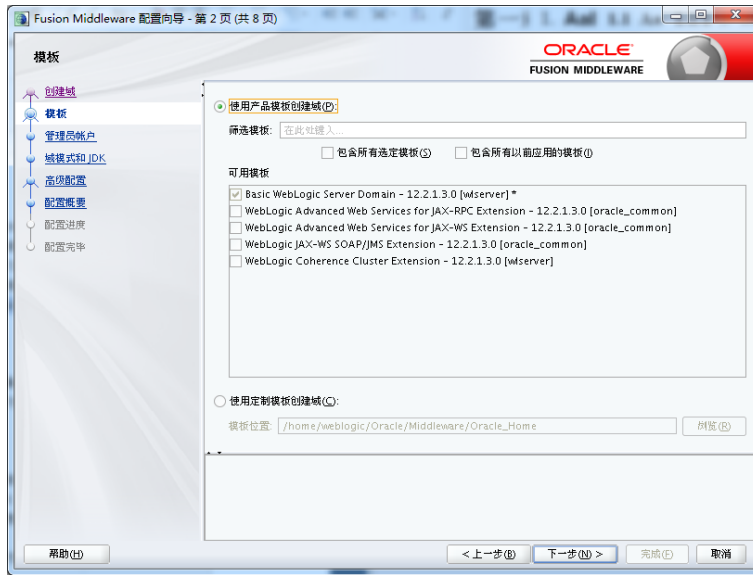 Fusion Middleware 配置向导 - 第 2 页 (共 8 页)
模板
ORACLE
FUSION MIDDLEWARE
创建域
模板
管理员帐户
域模式和 JDK
高级配置
配置概要
配置进度
配置完毕
使用产品模板创建域(P):
筛选模板: 在此处键入...
包含所有选定模板(S) 包含所有以前应用的模板(I)
可用模板
Basic WebLogic Server Domain - 12.2.1.3.0 [wlserver] *
WebLogic Advanced Web Services for JAX-RPC Extension - 12.2.1.3.0 [oracle_common]
WebLogic Advanced Web Services for JAX-WS Extension - 12.2.1.3.0 [oracle_common]
WebLogic JAX-WS SOAP/JMS Extension - 12.2.1.3.0 [oracle_common]
WebLogic Coherence Cluster Extension - 12.2.1.3.0 [wlserver]
使用定制模板创建域(C):
模板位置: /home/weblogic/Oracle/Middleware/Oracle_Home 浏览(R)
帮助(H) < 上一步(B) 下一步(N) > 完成(F) 取消